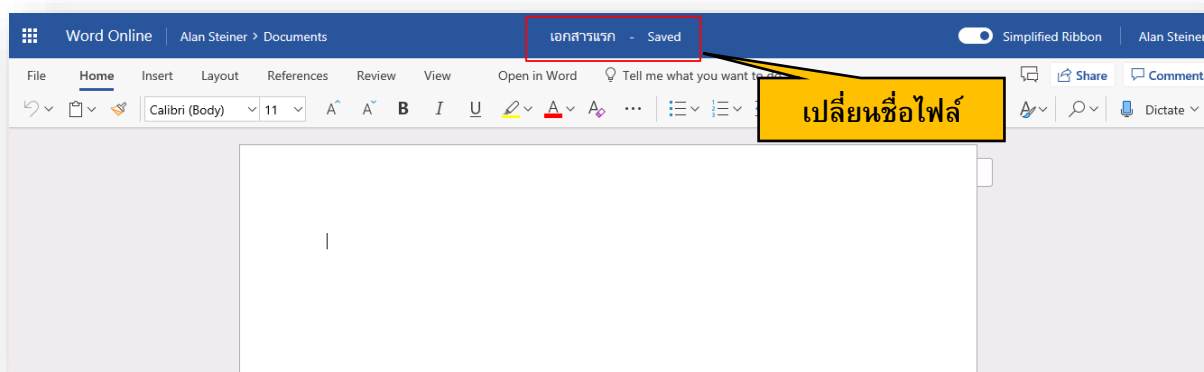 Word Online Alan Steiner > Documents เอกสารแรก - Saved Simplified Ribbon Alan Steiner
File Home Insert Layout References Review View Open in Word Tell me what you want to do Share Comment
เปลี่ยนชื่อไฟล์
Calibri (Body) 11 A A B I U A A Dictate